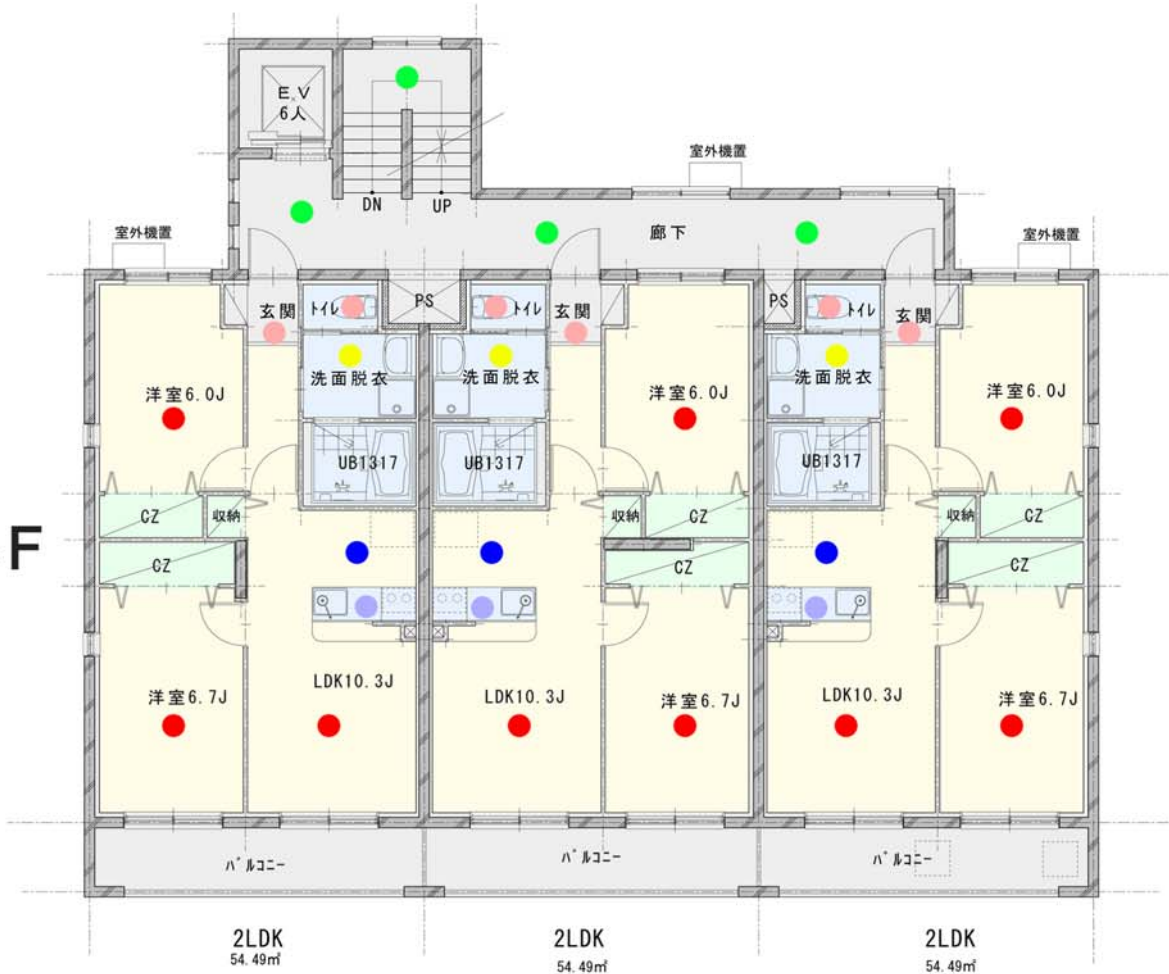 E.V
6人
DN
UP
室外機置
廊下
室外機置
室外機置
玄関
トイレ
PS
トイレ
玄関
PS
トイレ
玄関
洗面脱衣
洗面脱衣
洗面脱衣
洋室6.0J
洋室6.0J
洋室6.0J
UB1317
UB1317
UB1317
CZ
収納
収納
CZ
収納
CZ
F
CZ
CZ
CZ
LDK10.3J
LDK10.3J
LDK10.3J
洋室6.7J
洋室6.7J
洋室6.7J
バルコニー
バルコニー
バルコニー
2LDK
54.49㎡
2LDK
54.49㎡
2LDK
54.49㎡